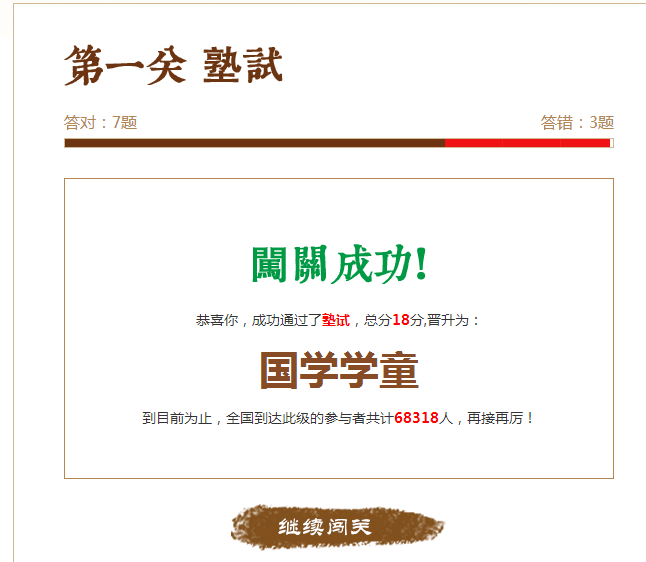 第一关 塾試
答对：7题
答错：3题
闖關成功!
恭喜你，成功通过了塾试，总分18分,晋升为：
国学学童
到目前为止，全国到达此级的参与者共计68318人，再接再厉！
继续闯关